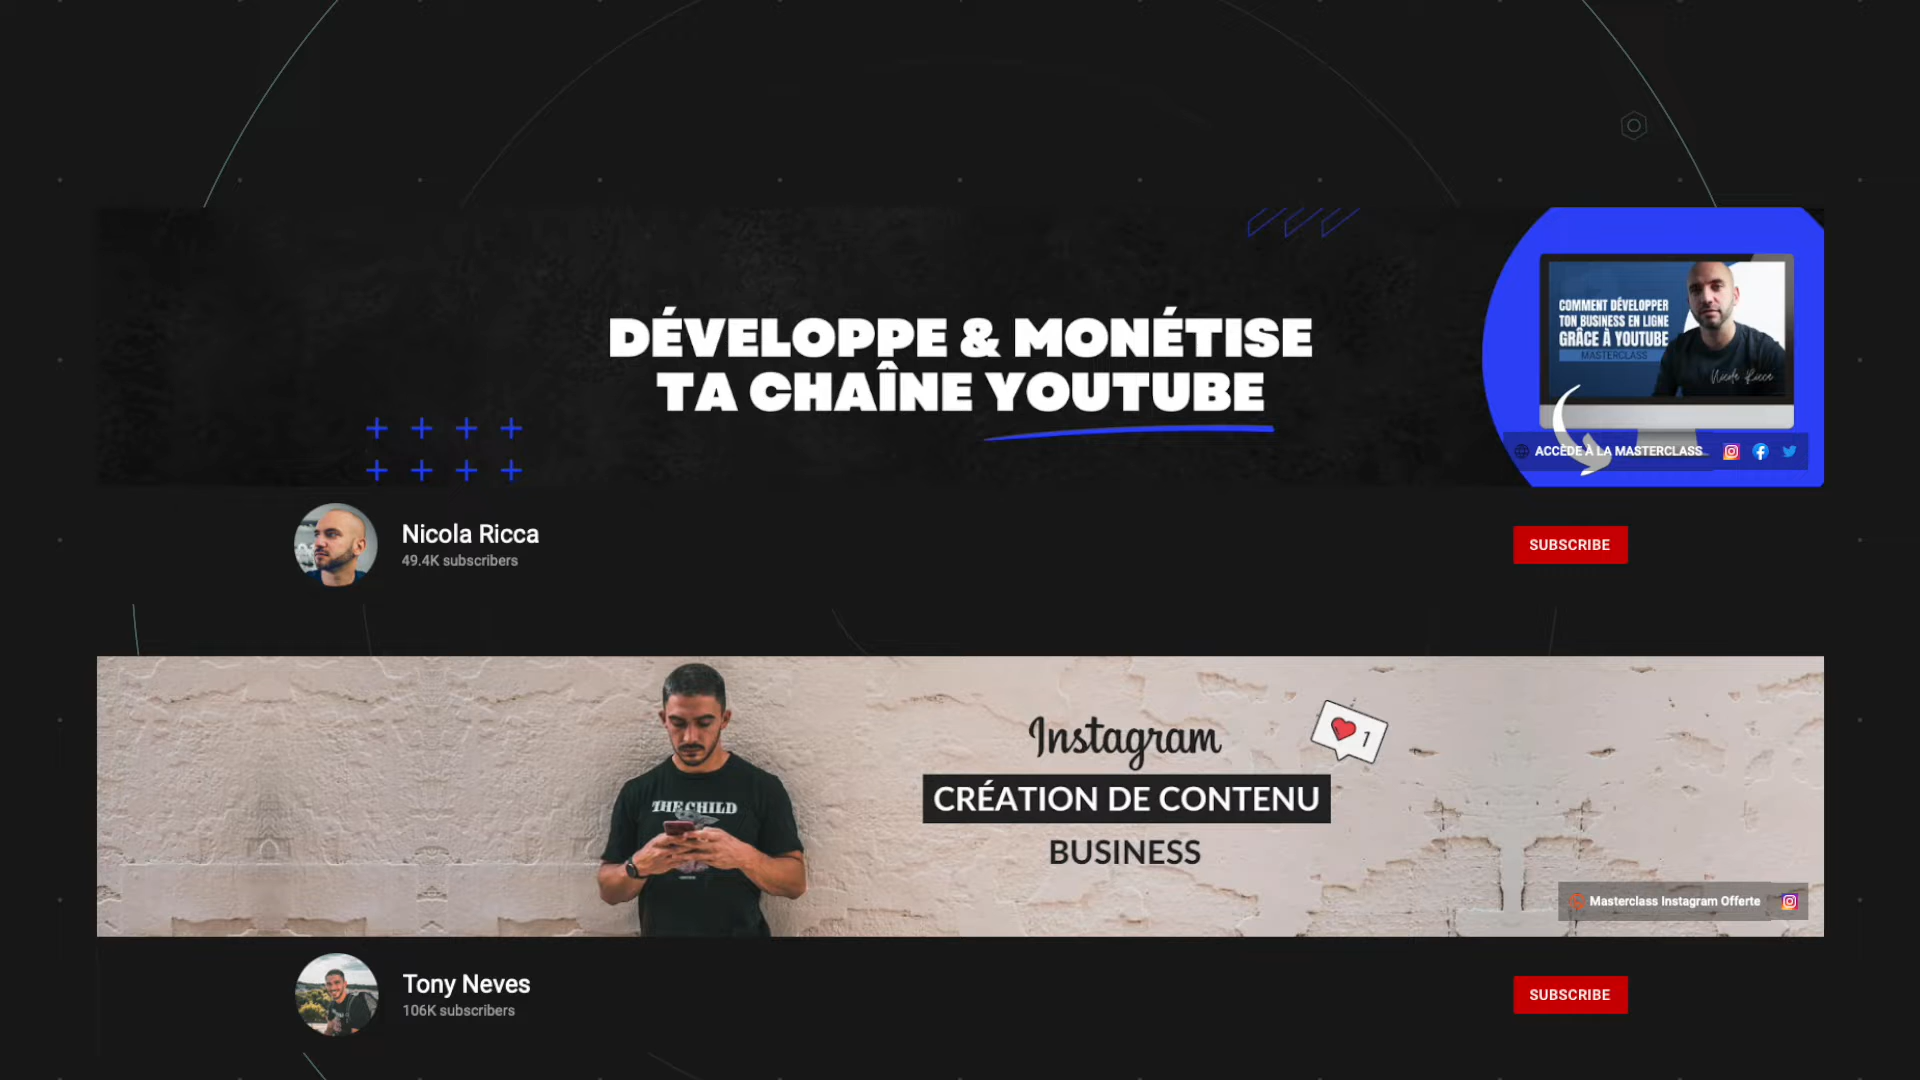 DÉVELOPPE & MONÉTISE
TA CHAÎNE YOUTUBE
COMMENT DÉVELOPPER
TON BUSINESS EN LIGNE
GRÂCE À YOUTUBE
MASTERCLASS
Nicola Ricca
ACCÈDE À LA MASTERCLASS
Nicola Ricca
49.4K subscribers
SUBSCRIBE
Instagram
1
CRÉATION DE CONTENU
BUSINESS
THE CHILD
Masterclass Instagram Offerte
Tony Neves
106K subscribers
SUBSCRIBE